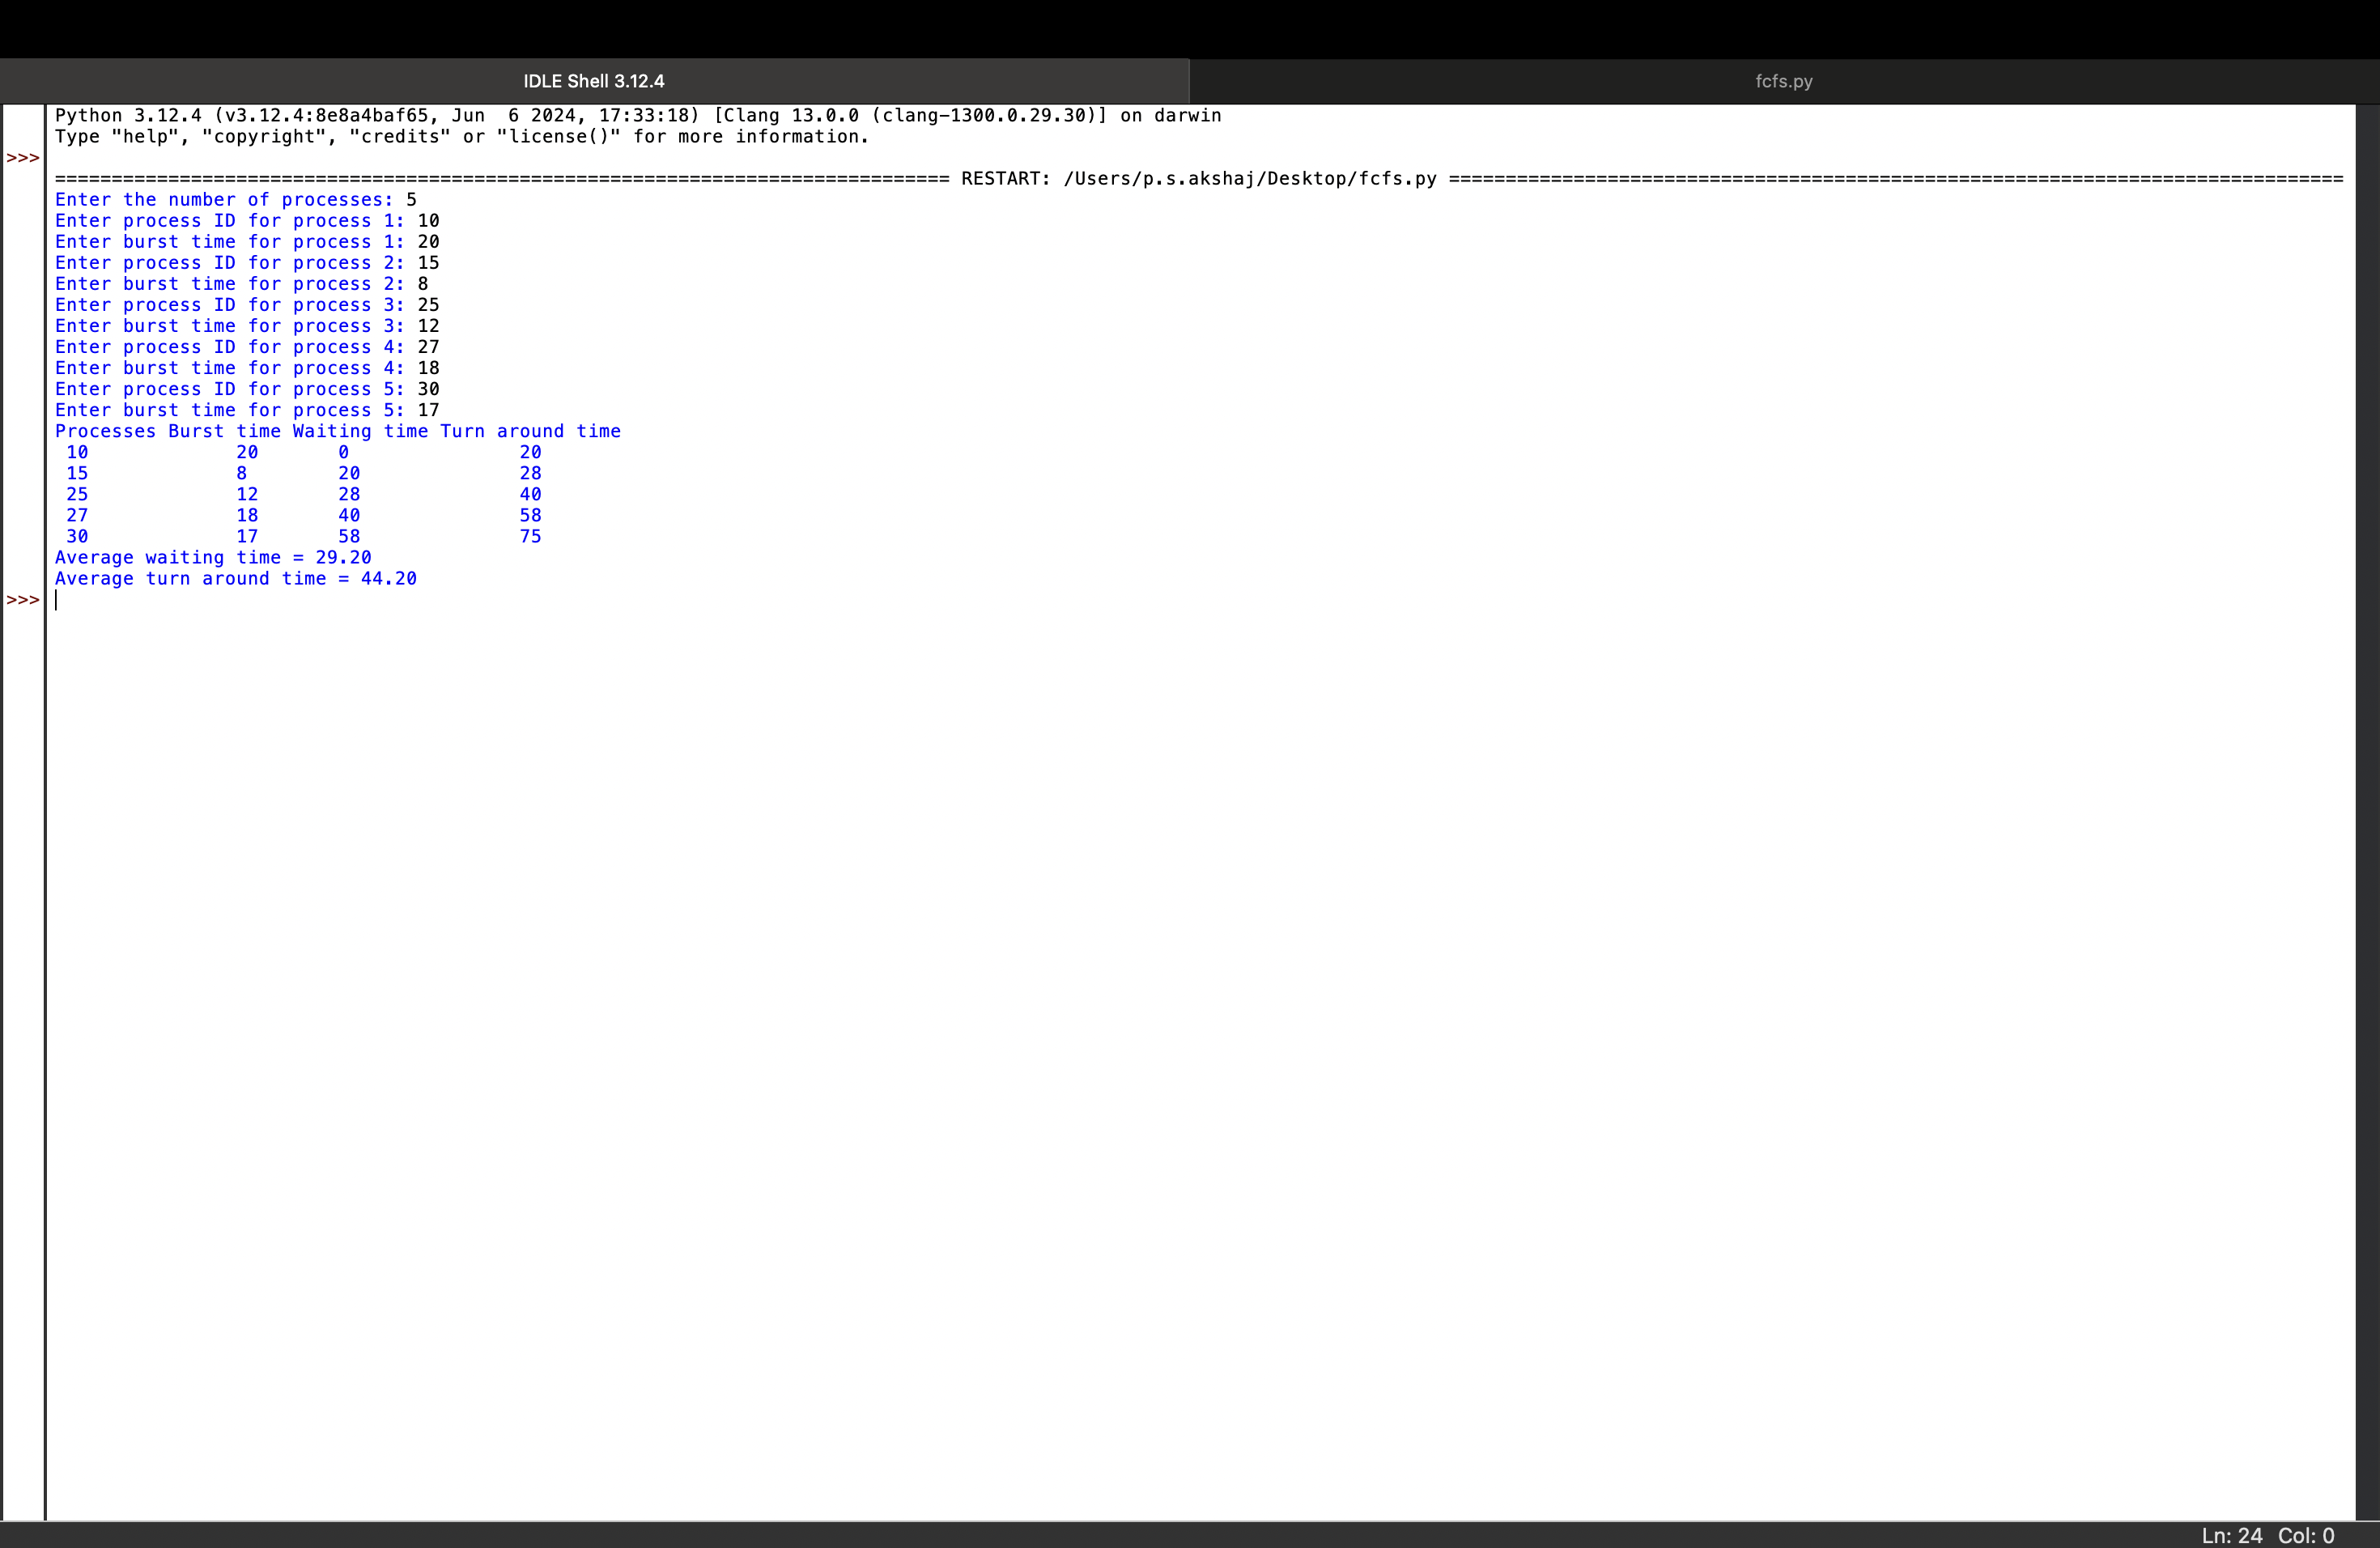 IDLE Shell 3.12.4
fcfs.py
Python 3.12.4 (v3.12.4:8e8a4baf65, Jun  6 2024, 17:33:18) [Clang 13.0.0 (clang-1300.0.29.30)] on darwin
Type "help", "copyright", "credits" or "license()" for more information.
>>>
=============================================================================== RESTART: /Users/p.s.akshaj/Desktop/fcfs.py ===============================================================================
Enter the number of processes: 5
Enter process ID for process 1: 10
Enter burst time for process 1: 20
Enter process ID for process 2: 15
Enter burst time for process 2: 8
Enter process ID for process 3: 25
Enter burst time for process 3: 12
Enter process ID for process 4: 27
Enter burst time for process 4: 18
Enter process ID for process 5: 30
Enter burst time for process 5: 17
Processes Burst time Waiting time Turn around time
 10             20       0               20
 15             8        20              28
 25             12       28              40
 27             18       40              58
 30             17       58              75
Average waiting time = 29.20
Average turn around time = 44.20
>>>
Ln: 24  Col: 0